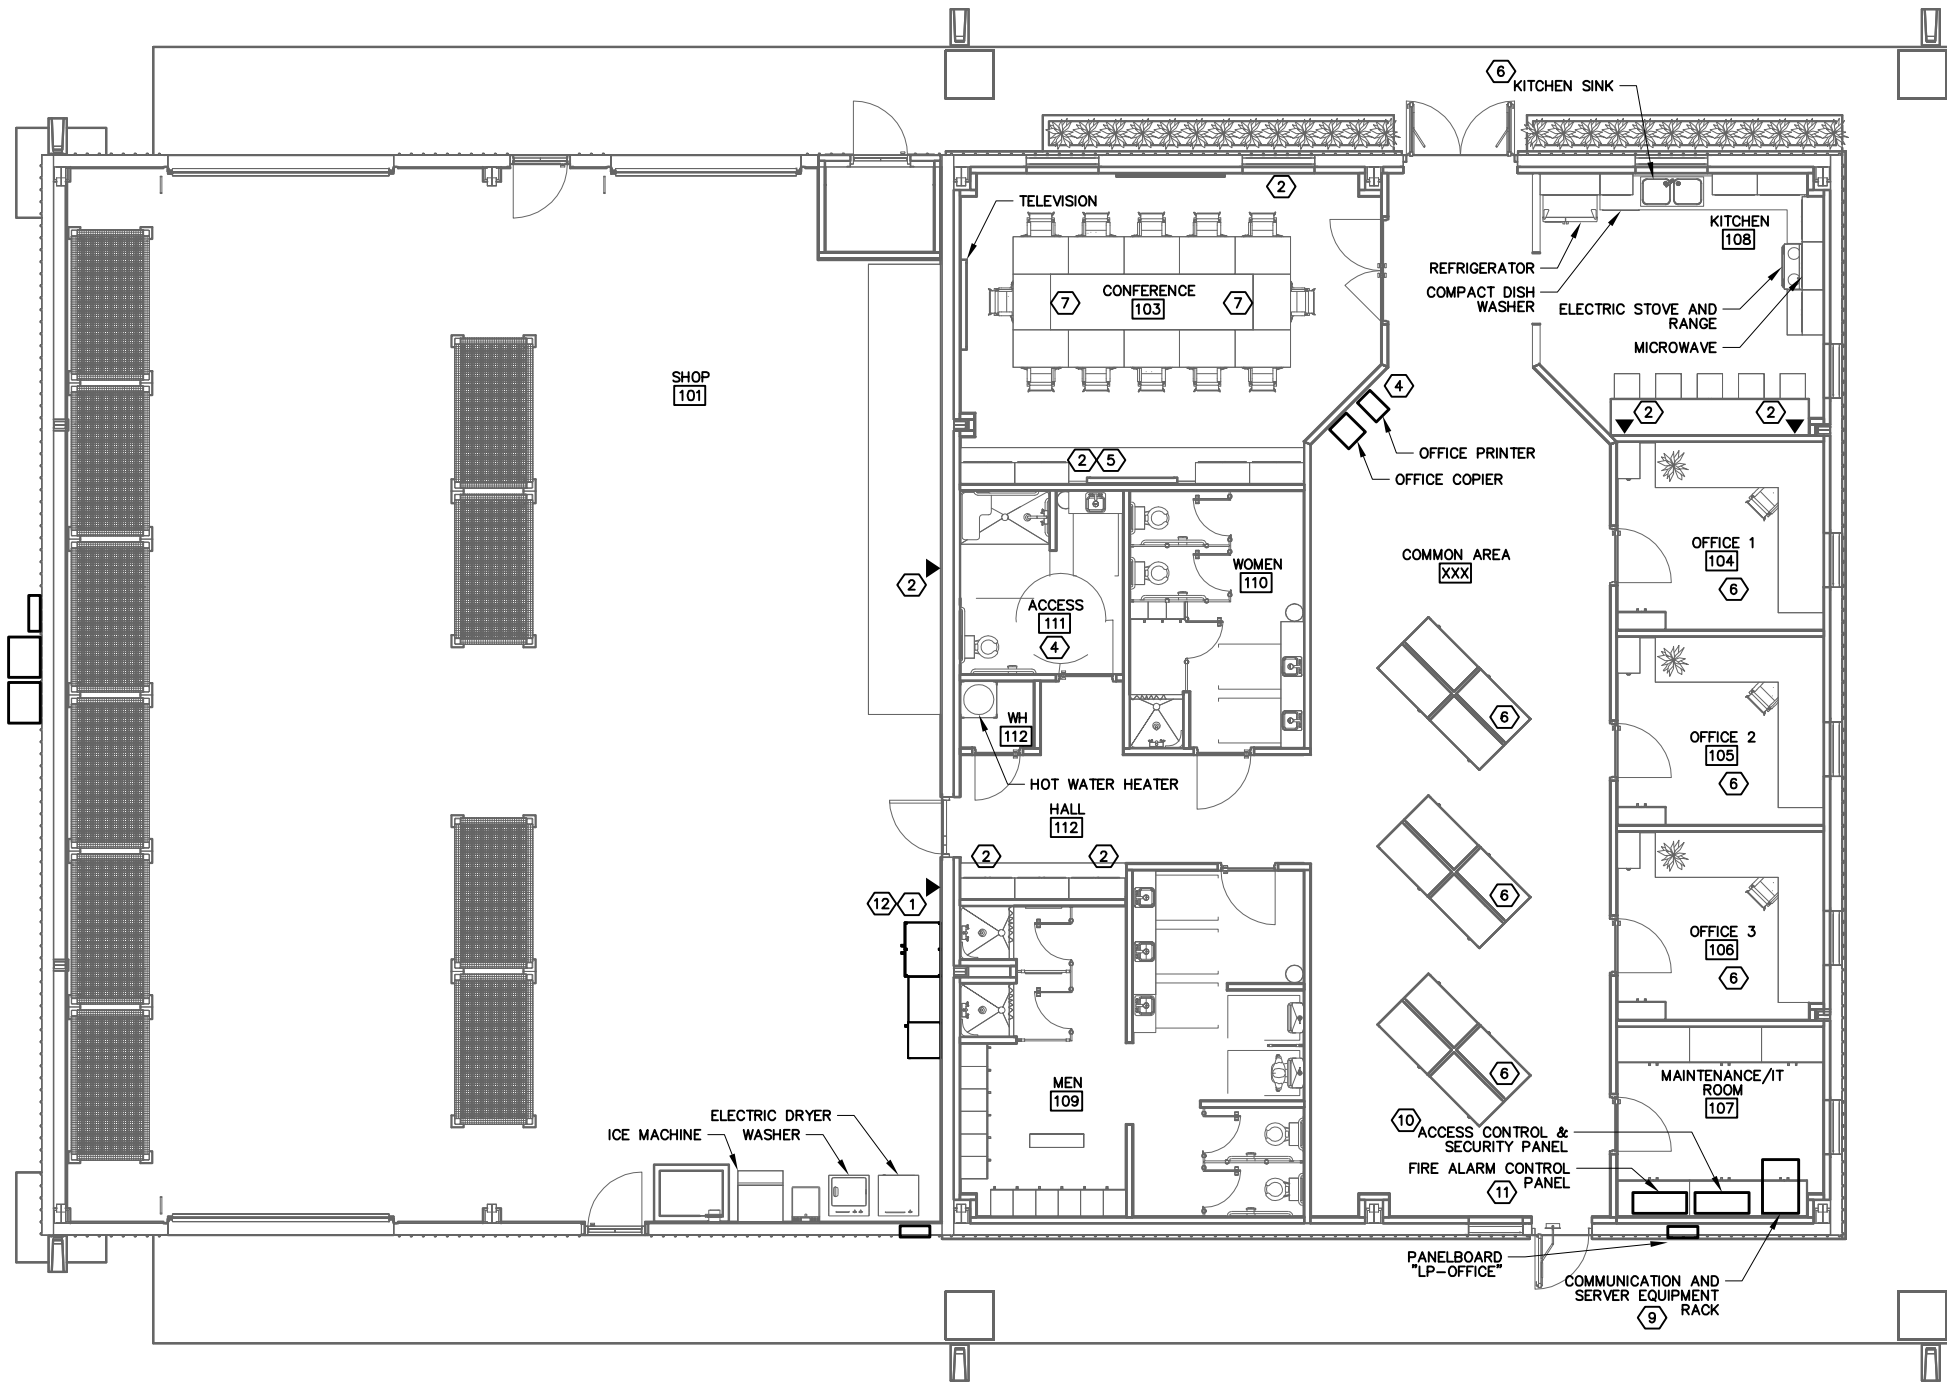 6
KITCHEN SINK
2
TELEVISION
KITCHEN
108
REFRIGERATOR
COMPACT DISH
WASHER
CONFERENCE
103
7
7
ELECTRIC STOVE AND
RANGE
MICROWAVE
SHOP
101
4
2
2
OFFICE PRINTER
OFFICE COPIER
2
5
COMMON AREA
XXX
OFFICE 1
104
6
WOMEN
110
2
ACCESS
111
4
6
WH
112
OFFICE 2
105
6
HOT WATER HEATER
HALL
112
2
2
12
1
6
OFFICE 3
106
6
MEN
109
6
MAINTENANCE/IT
ROOM
107
ELECTRIC DRYER
ICE MACHINE
WASHER
10
ACCESS CONTROL &
SECURITY PANEL
FIRE ALARM CONTROL
PANEL
11
PANELBOARD
"LP-OFFICE"
COMMUNICATION AND
SERVER EQUIPMENT
RACK
9